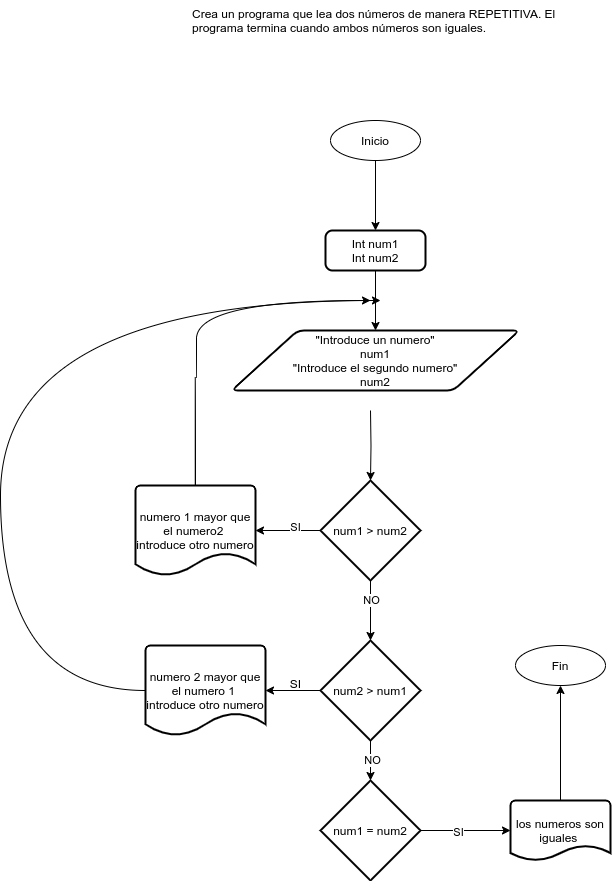 Crea un programa que lea dos números de manera REPETITIVA. El
programa termina cuando ambos números son iguales.
Inicio
Int num1
Int num2
"Introduce un numero"
num1
"Introduce el segundo numero"
num2
numero 1 mayor que
el numero2
introduce otro numero
SI
num1 > num2
NO
numero 2 mayor que
el numero 1
introduce otro numero
SI
num2 > num1
Fin
NO
num1 = num2
SI
los numeros son
iguales